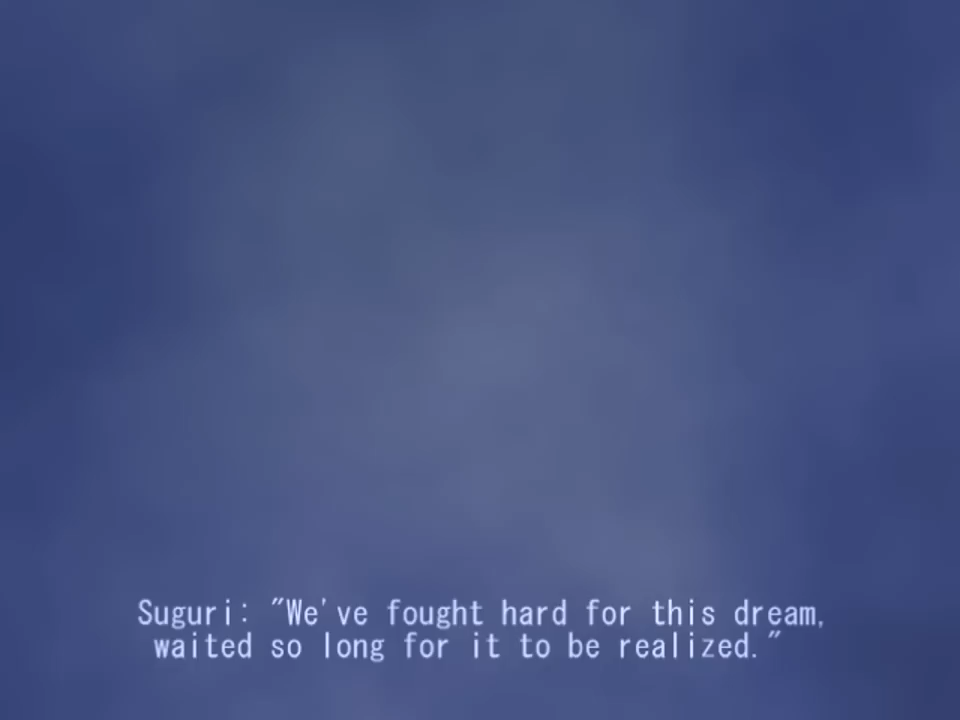 Suguri: "We've fought hard for this dream,
waited so long for it to be realized."